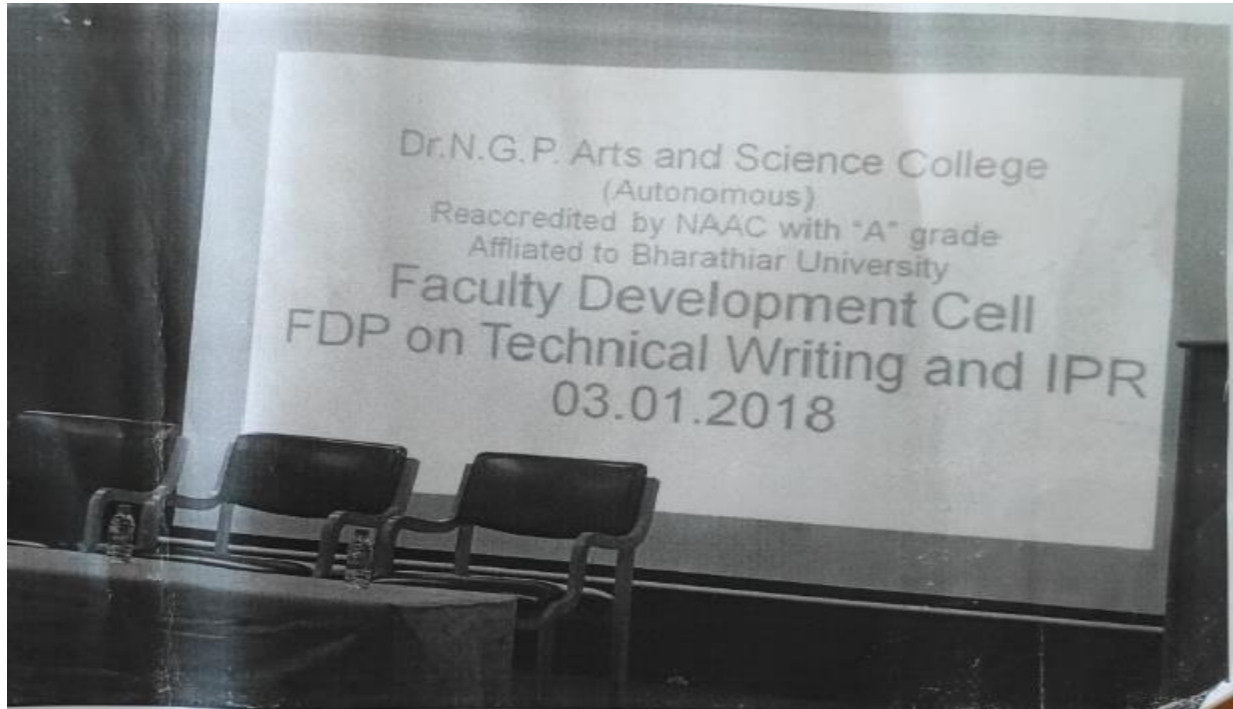 Dr.N.G.P. Arts and Science College
(Autonomous)
Reaccredited by NAAC with "A" grade
Affliated to Bharathiar University
Faculty Development Cell
FDP on Technical Writing and IPR
03.01.2018